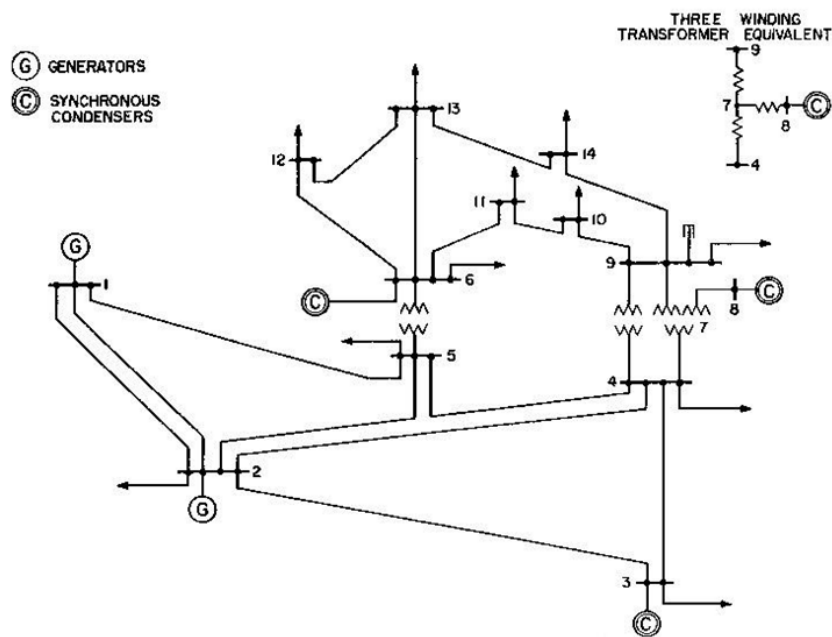 THREE WINDING
TRANSFORMER EQUIVALENT
9
7
8
C
4
G GENERATORS
C SYNCHRONOUS
CONDENSERS
13
12
14
11
10
G
1
9
6
C
8
C
7
5
4
2
G
3
C